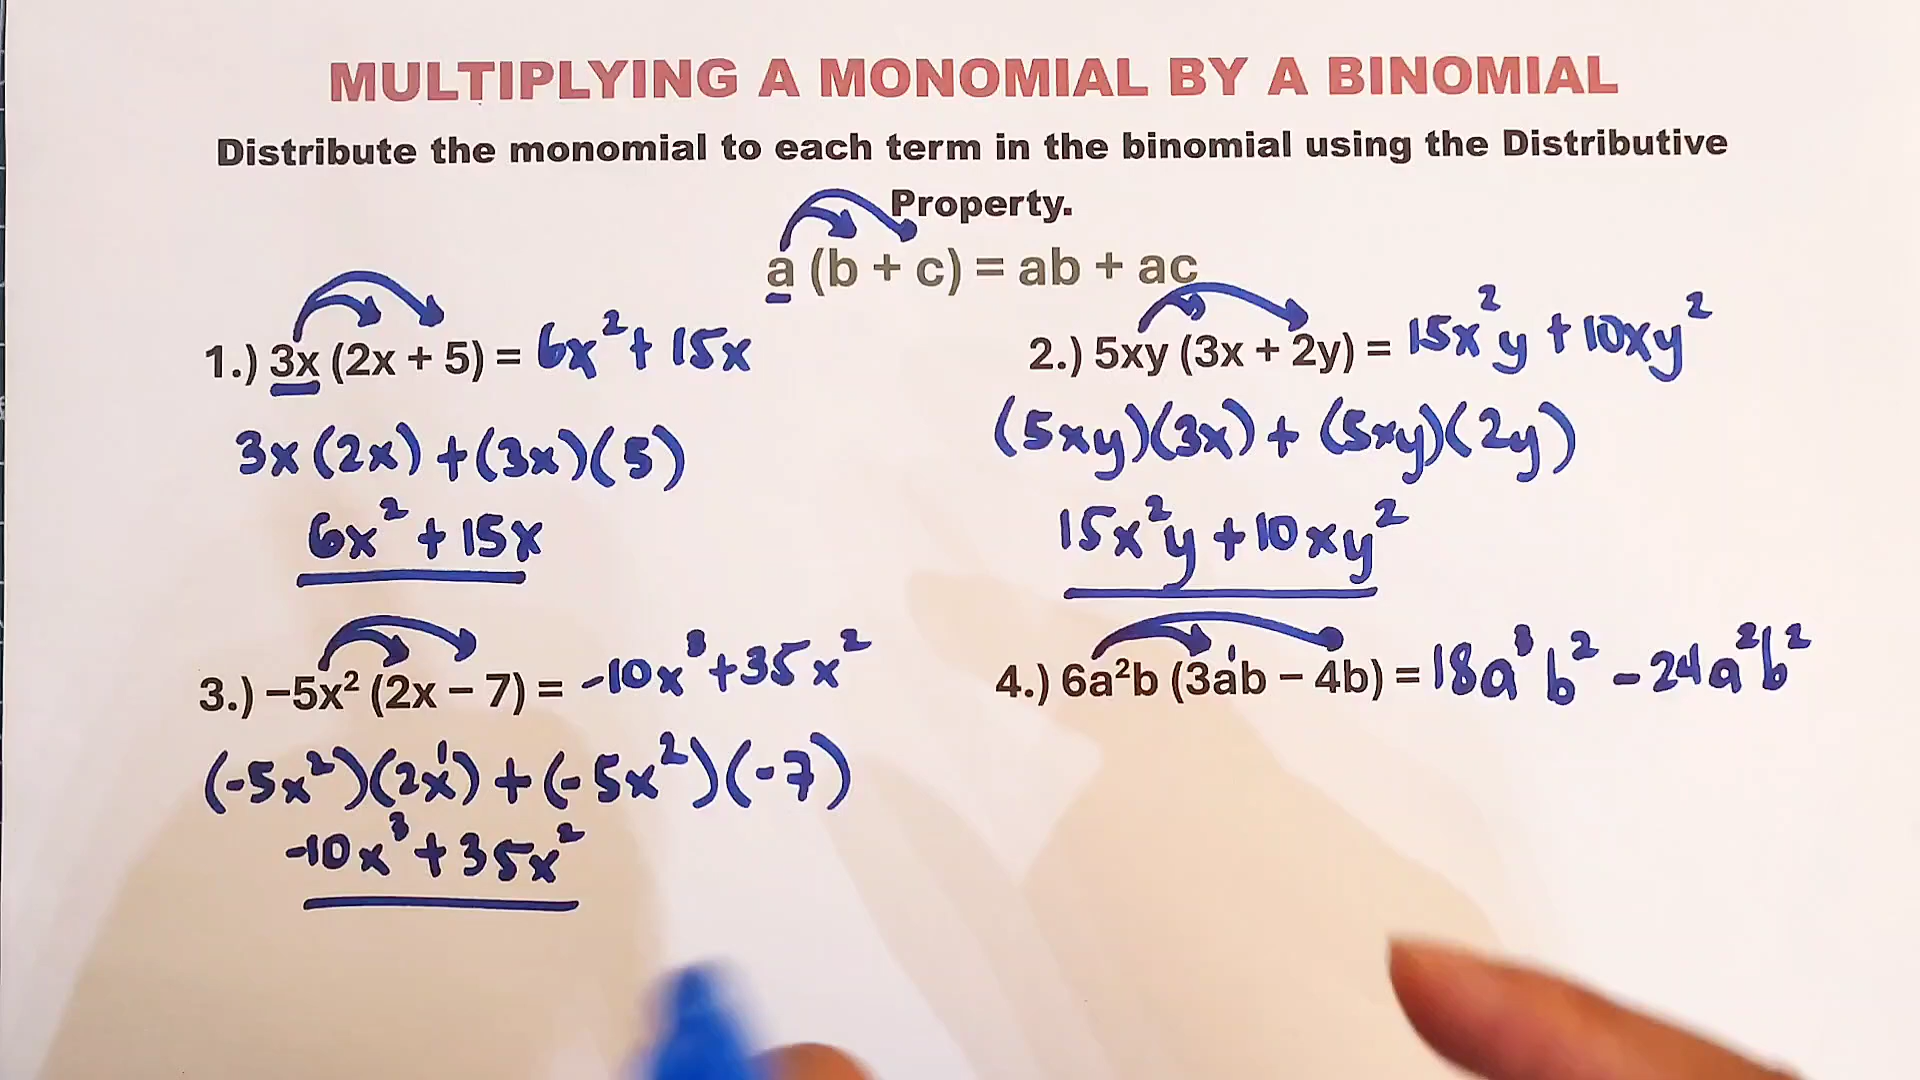 MULTIPLYING A MONOMIAL BY A BINOMIAL
Distribute the monomial to each term in the binomial using the Distributive
Property.
a (b + c) = ab + ac
1.) 3x (2x + 5) = 6x² + 15x
3x(2x) + (3x)(5)
6x² + 15x
2.) 5xy (3x + 2y) = 15x²y + 10xy²
(5xy)(3x) + (5xy)(2y)
15x²y + 10xy²
3.) –5x² (2x – 7) = -10x³ + 35x²
(-5x²)(2x¹) + (-5x²)(-7)
-10x³ + 35x²
4.) 6a²b (3a¹b – 4b) = 18a³b² - 24a²b²